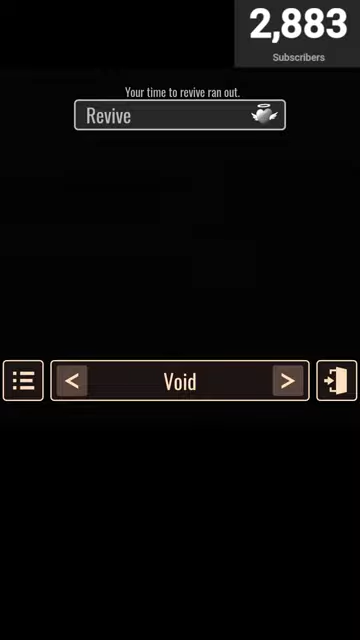 2,883
Subscribers
Your time to revive ran out.
Revive
< Void >